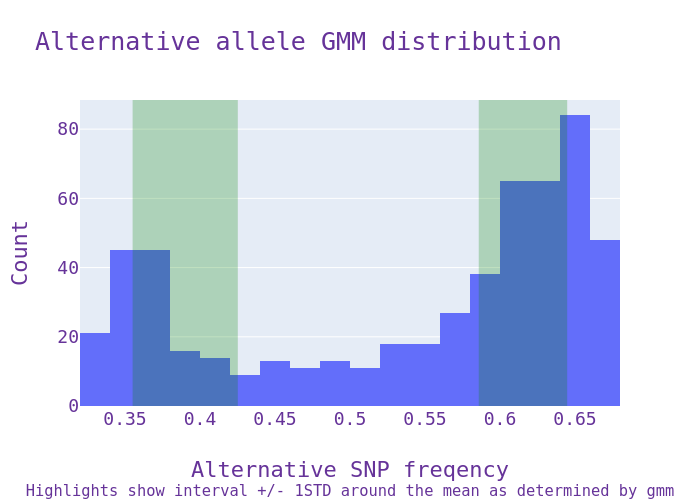 Alternative allele GMM distribution
80
60
40
20
0
Count
0.35 0.4 0.45 0.5 0.55 0.6 0.65
Alternative SNP freqency
Highlights show interval +/- 1STD around the mean as determined by gmm